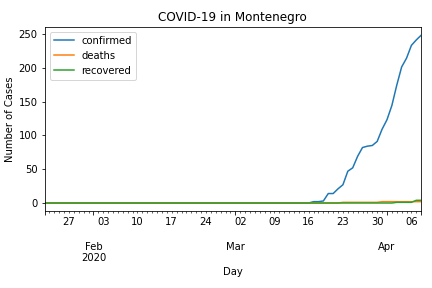 COVID-19 in Montenegro
confirmed
deaths
recovered
Number of Cases
250
200
150
100
50
0
27 03 10 17 24 02 09 16 23 30 06
Feb Mar Apr
2020
Day